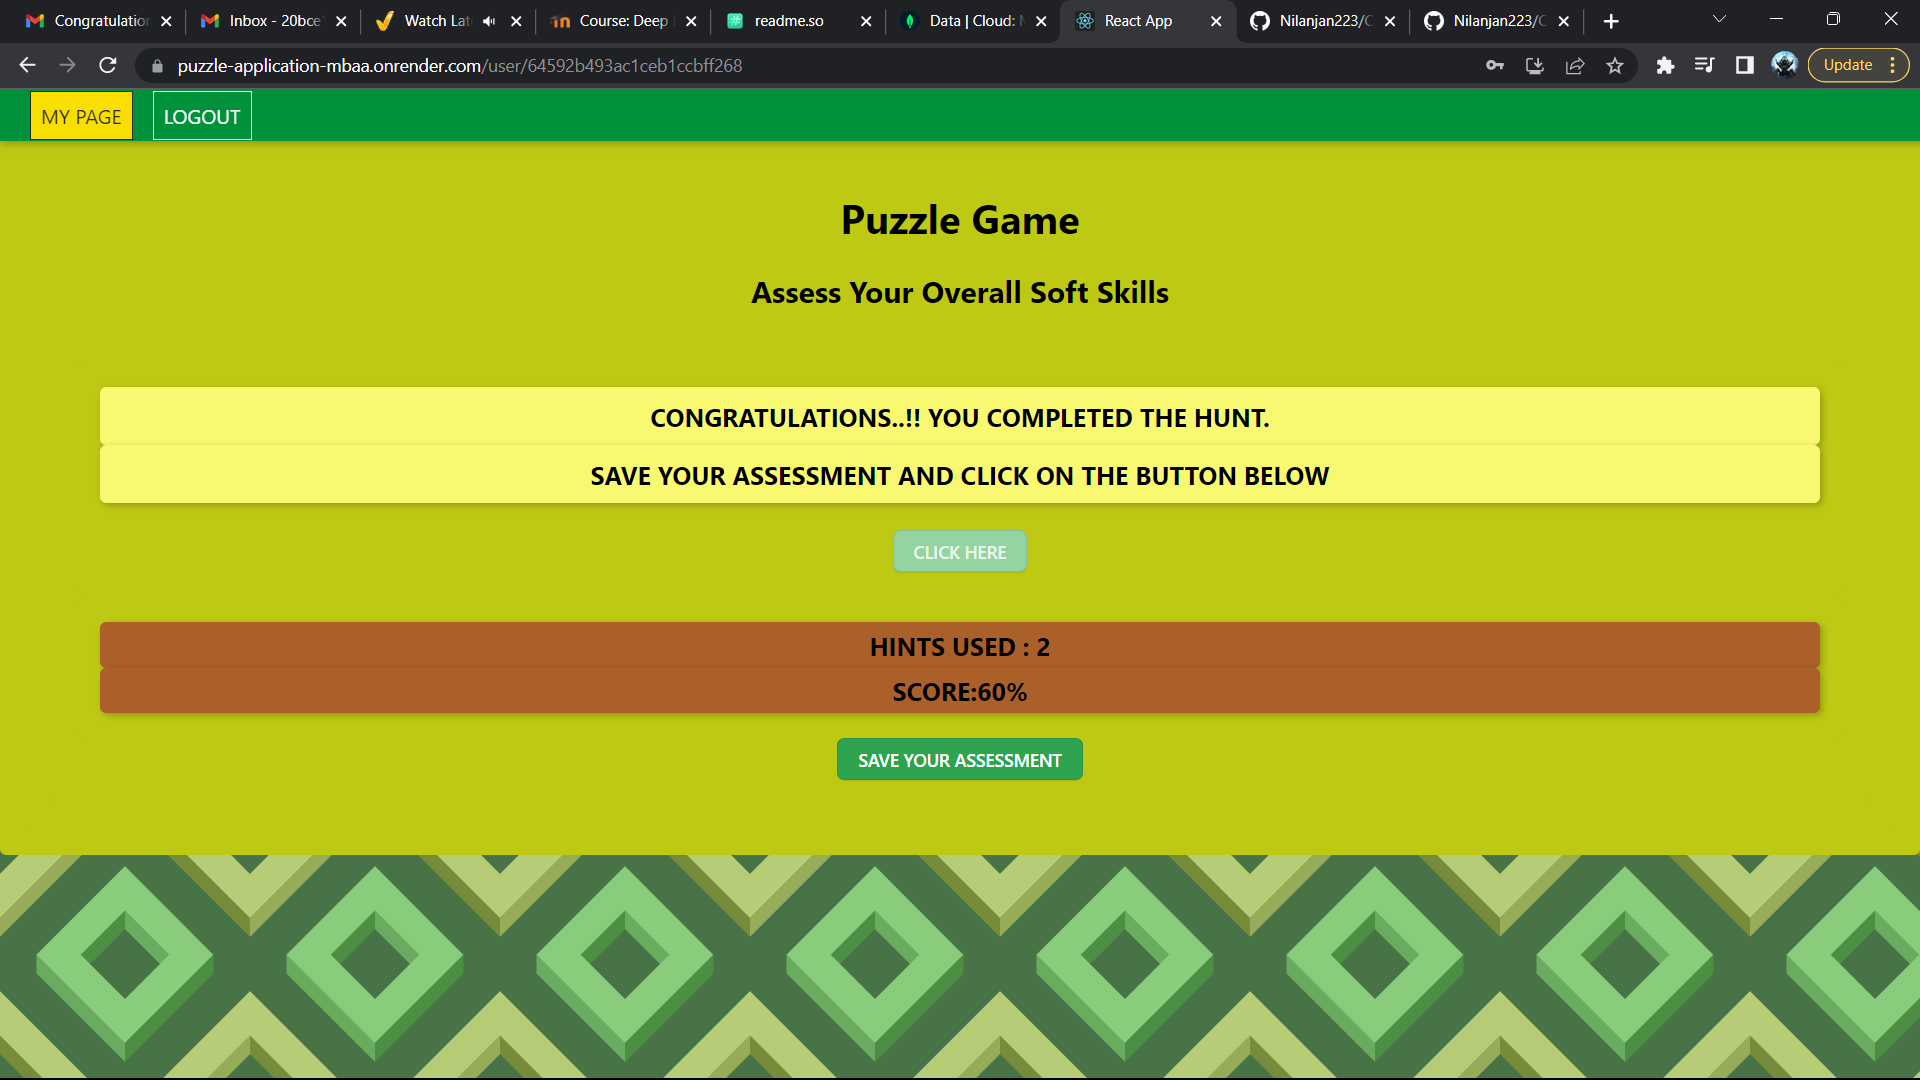 Congratulation
Inbox - 20bce
Watch Lat
Course: Deep
readme.so
Data | Cloud:
React App
Nilanjan223/C
Nilanjan223/C
puzzle-application-mbaa.onrender.com/user/64592b493ac1ceb1ccbff268
Update
MY PAGE
LOGOUT
Puzzle Game
Assess Your Overall Soft Skills
CONGRATULATIONS..!! YOU COMPLETED THE HUNT.
SAVE YOUR ASSESSMENT AND CLICK ON THE BUTTON BELOW
CLICK HERE
HINTS USED : 2
SCORE:60%
SAVE YOUR ASSESSMENT